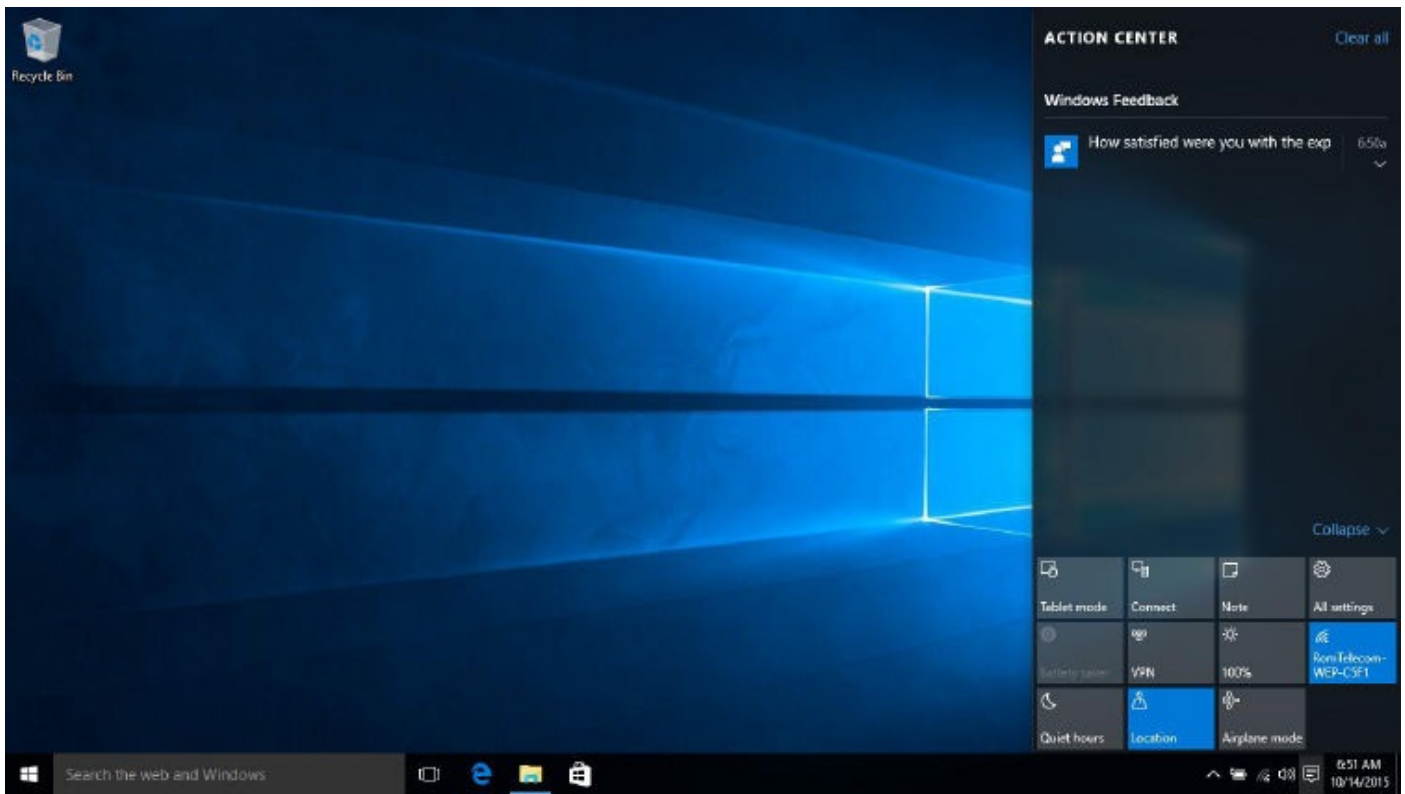 Recycle Bin
ACTION CENTER
Clear all
Windows Feedback
How satisfied were you with the exp
6:50a
Collapse
Tablet mode
Connect
Note
All settings
Battery saver
VPN
100%
RomTelecom-
WEP-C5F1
Quiet hours
Location
Airplane mode
Search the web and Windows
6:51 AM
10/14/2015